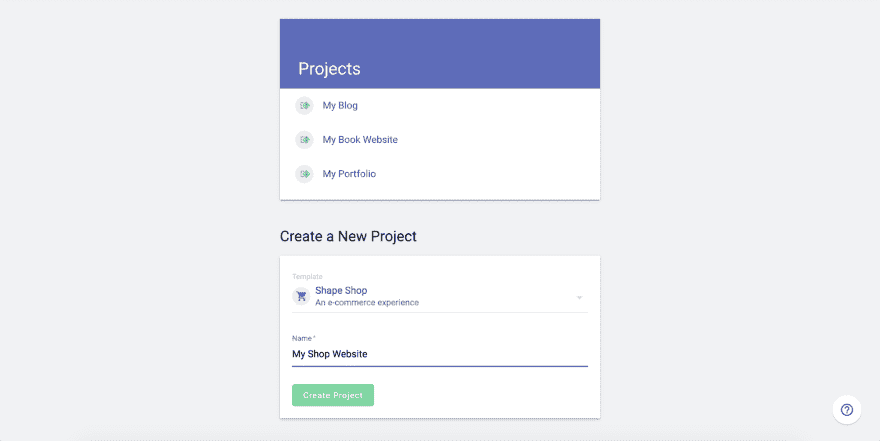 Projects
My Blog
My Book Website
My Portfolio
Create a New Project
Template
Shape Shop
An e-commerce experience
Name *
My Shop Website
Create Project